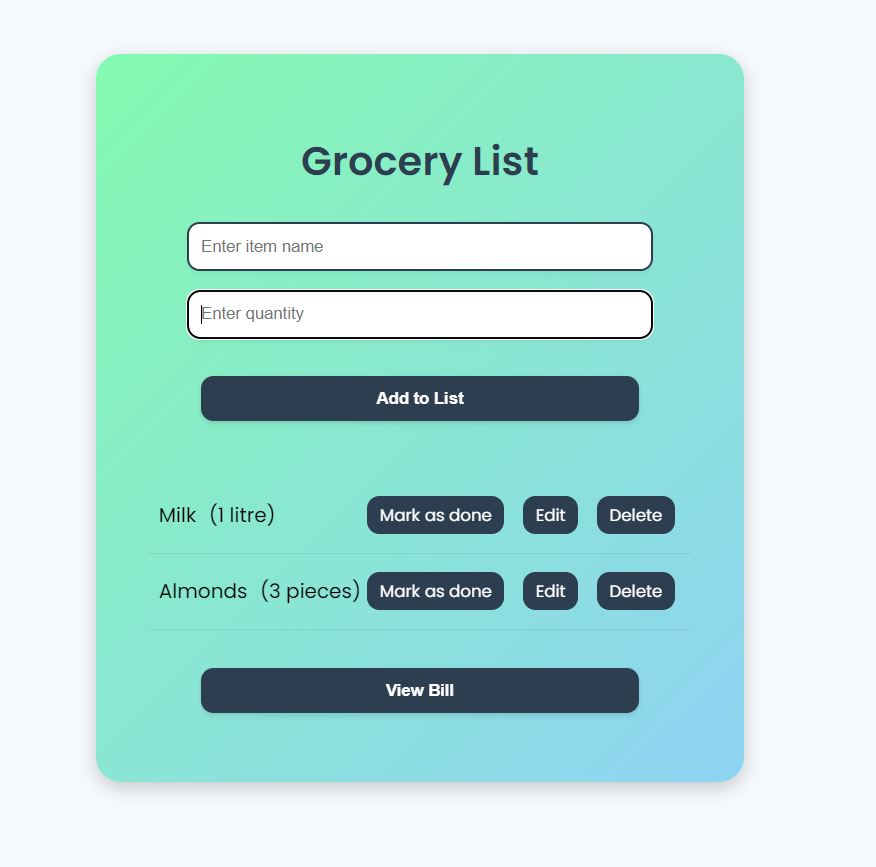 Grocery List
Enter item name
Enter quantity
Add to List
Milk (1 litre) Mark as done Edit Delete
Almonds (3 pieces) Mark as done Edit Delete
View Bill